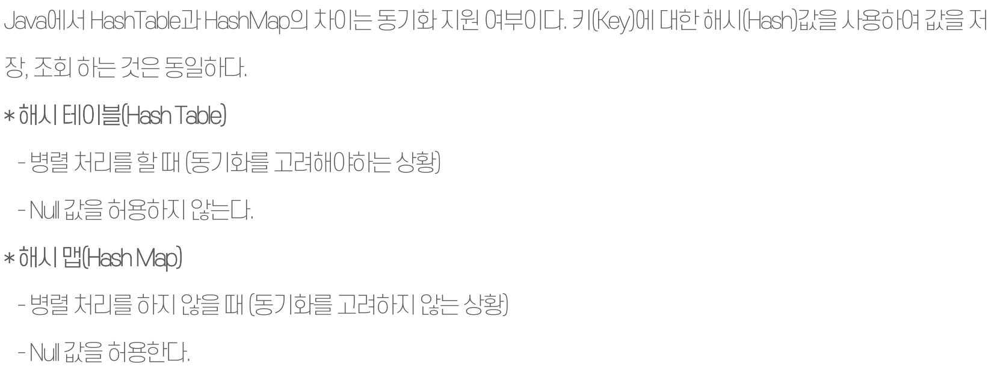 Java에서 HashTable과 HashMap의 차이는 동기화 지원 여부이다. 키(Key)에 대한 해시(Hash)값을 사용하여 값을 저
장, 조회 하는 것은 동일하다.
* 해시 테이블(Hash Table)
- 병렬 처리를 할 때 (동기화를 고려해야하는 상황)
- Null 값을 허용하지 않는다.
* 해시 맵(Hash Map)
- 병렬 처리를 하지 않을 때 (동기화를 고려하지 않는 상황)
- Null 값을 허용한다.